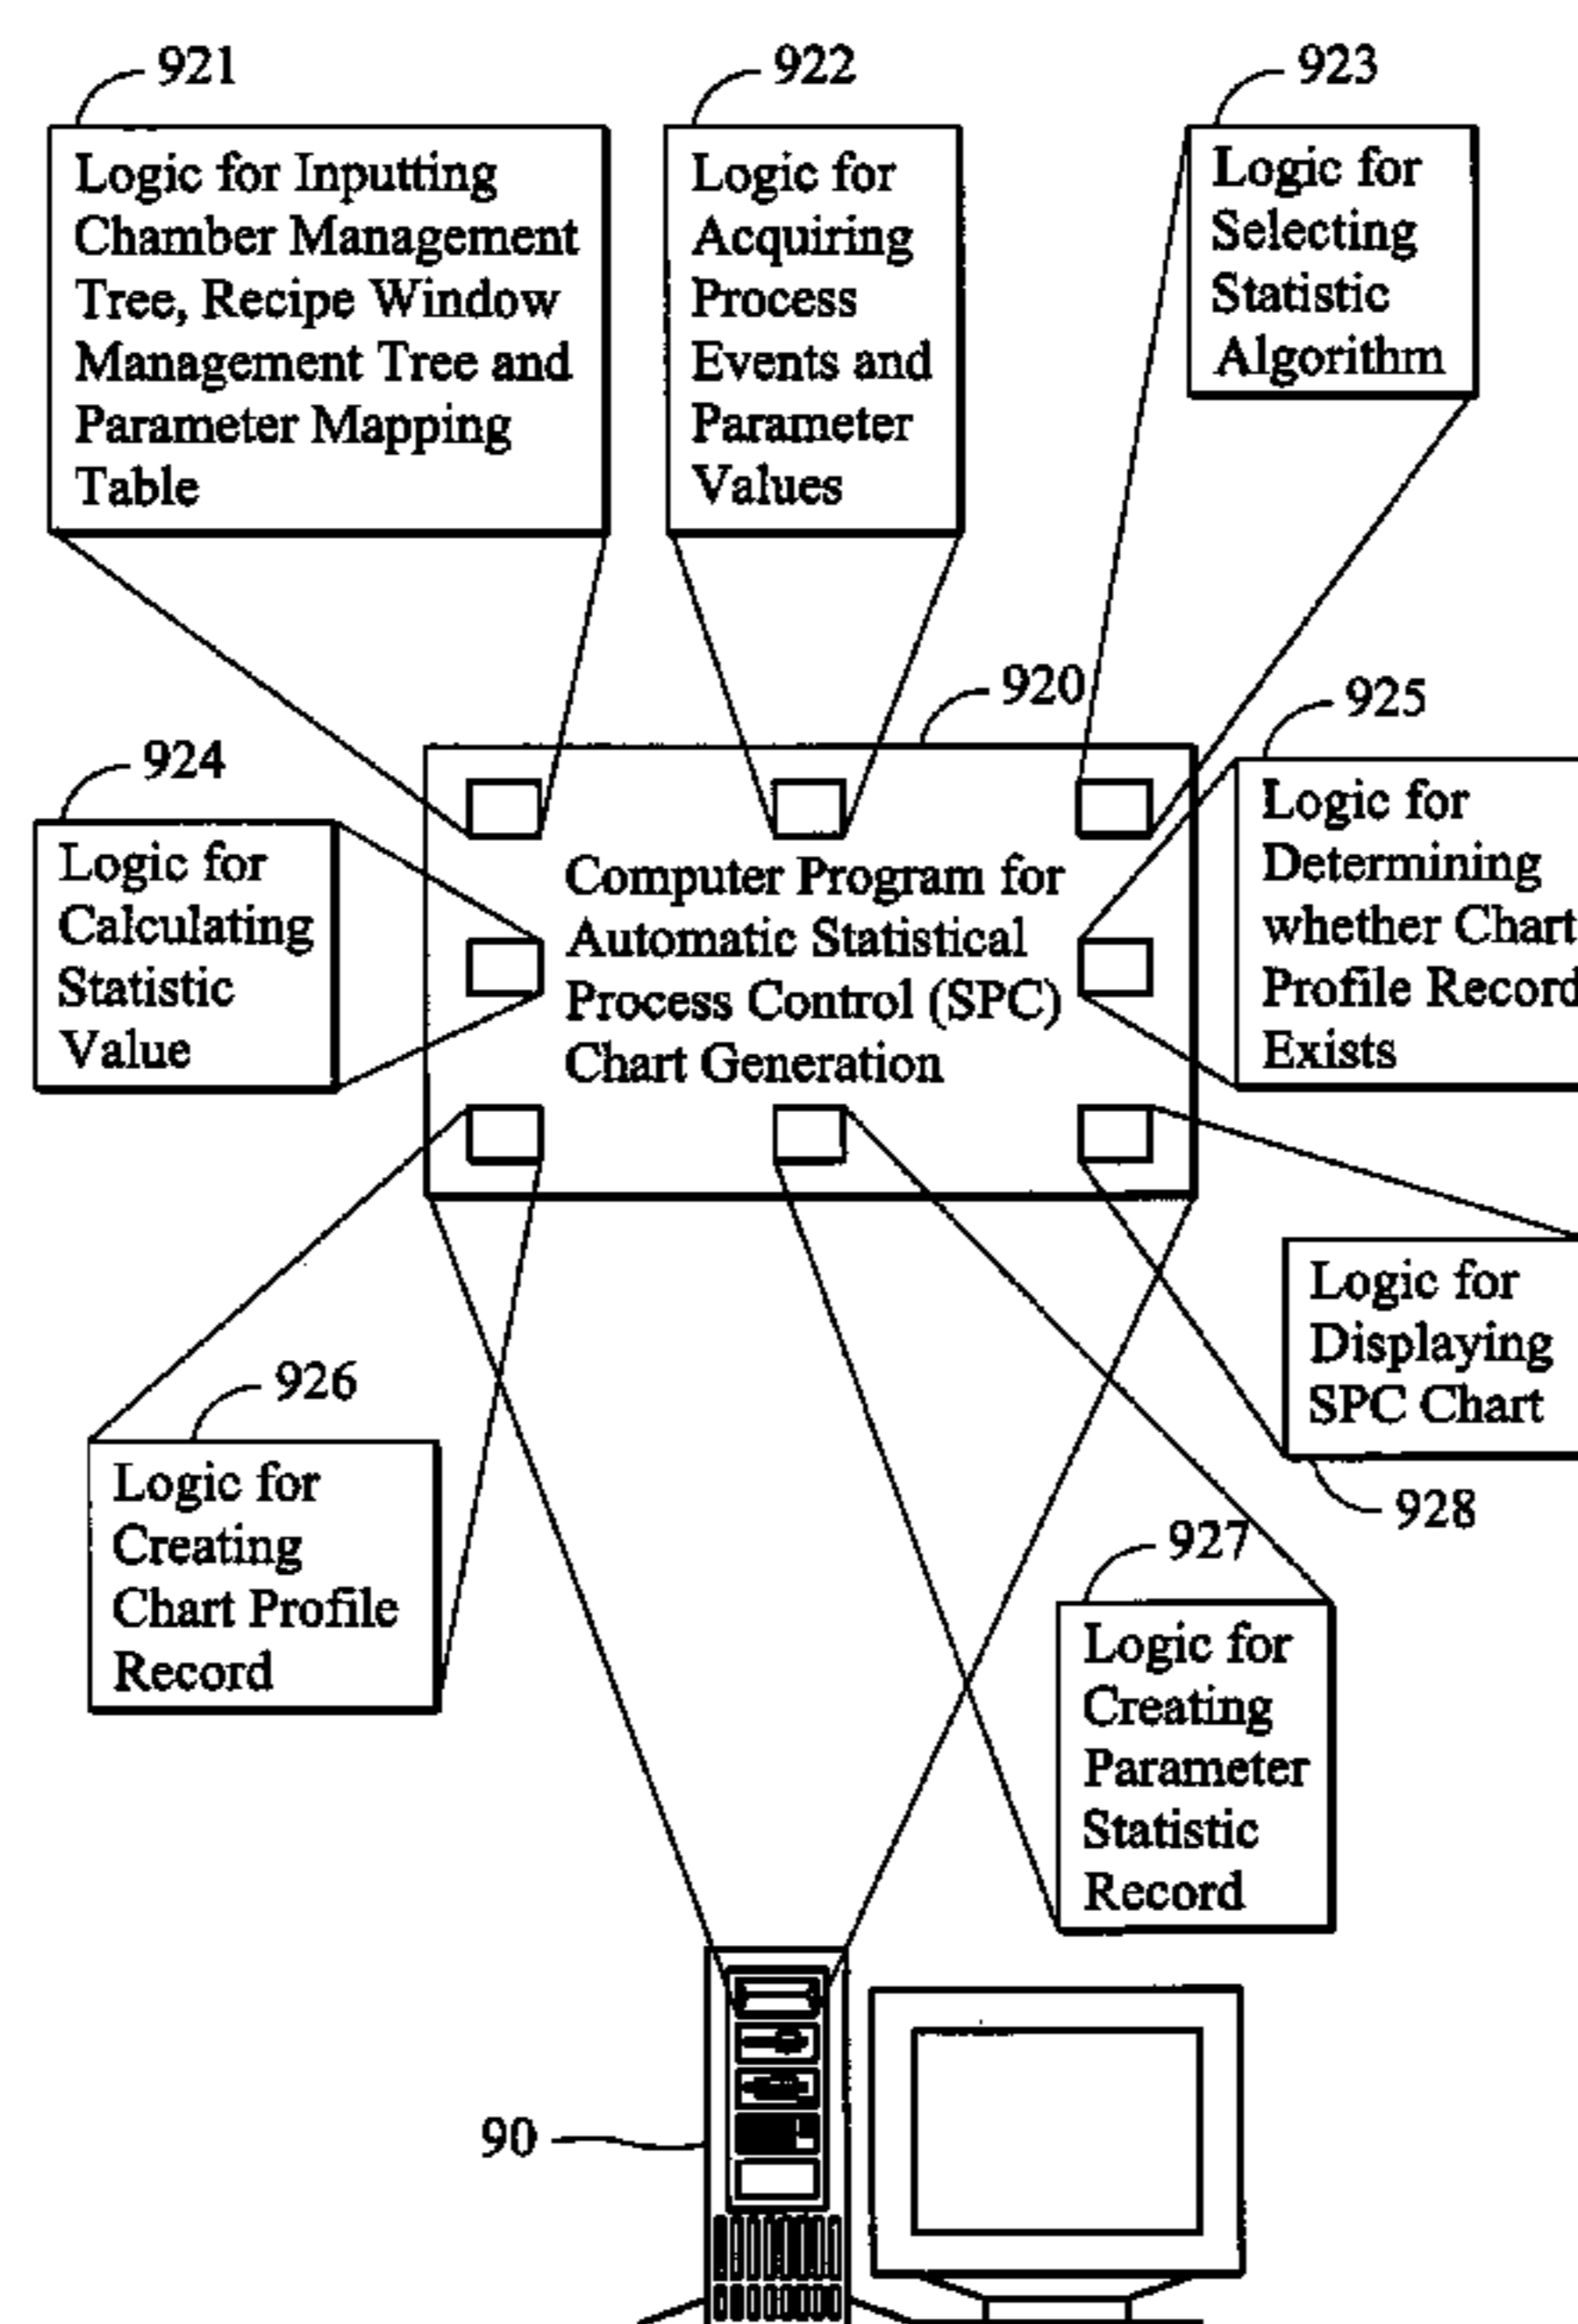 921
Logic for Inputting
Chamber Management
Tree, Recipe Window
Management Tree and
Parameter Mapping
Table
922
Logic for
Acquiring
Process
Events and
Parameter
Values
923
Logic for
Selecting
Statistic
Algorithm
920
Computer Program for
Automatic Statistical
Process Control (SPC)
Chart Generation
924
Logic for
Calculating
Statistic
Value
925
Logic for
Determining
whether Chart
Profile Record
Exists
926
Logic for
Creating
Chart Profile
Record
Logic for
Displaying
SPC Chart
928
927
Logic for
Creating
Parameter
Statistic
Record
90